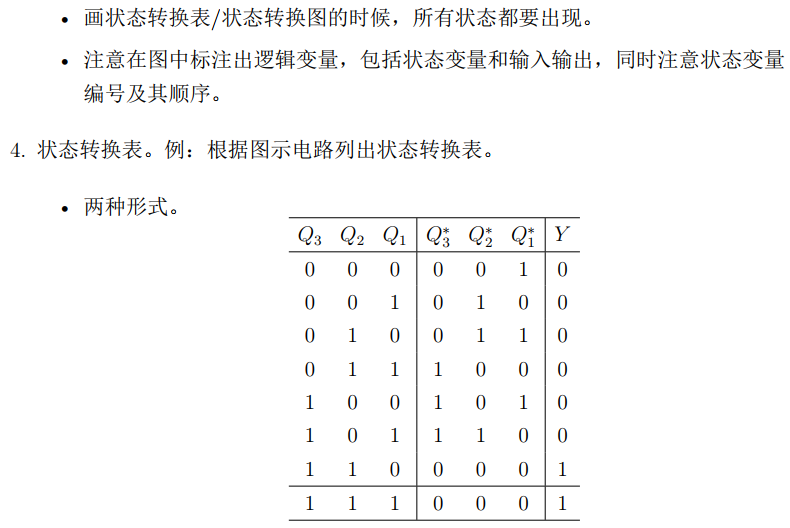 • 画状态转换表/状态转换图的时候，所有状态都要出现。
• 注意在图中标注出逻辑变量，包括状态变量和输入输出，同时注意状态变量
编号及其顺序。
4. 状态转换表。例：根据图示电路列出状态转换表。
• 两种形式。
Q₃ Q₂ Q₁ Q₃* Q₂* Q₁* Y
0 0 0 0 0 1 0
0 0 1 0 1 0 0
0 1 0 0 1 1 0
0 1 1 1 0 0 0
1 0 0 1 0 1 0
1 0 1 1 1 0 0
1 1 0 0 0 0 1
1 1 1 0 0 0 1